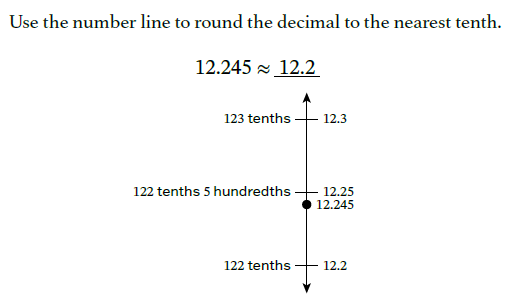 Use the number line to round the decimal to the nearest tenth.
12.245 ≈ 12.2
123 tenths 12.3
122 tenths 5 hundredths 12.25
12.245
122 tenths 12.2